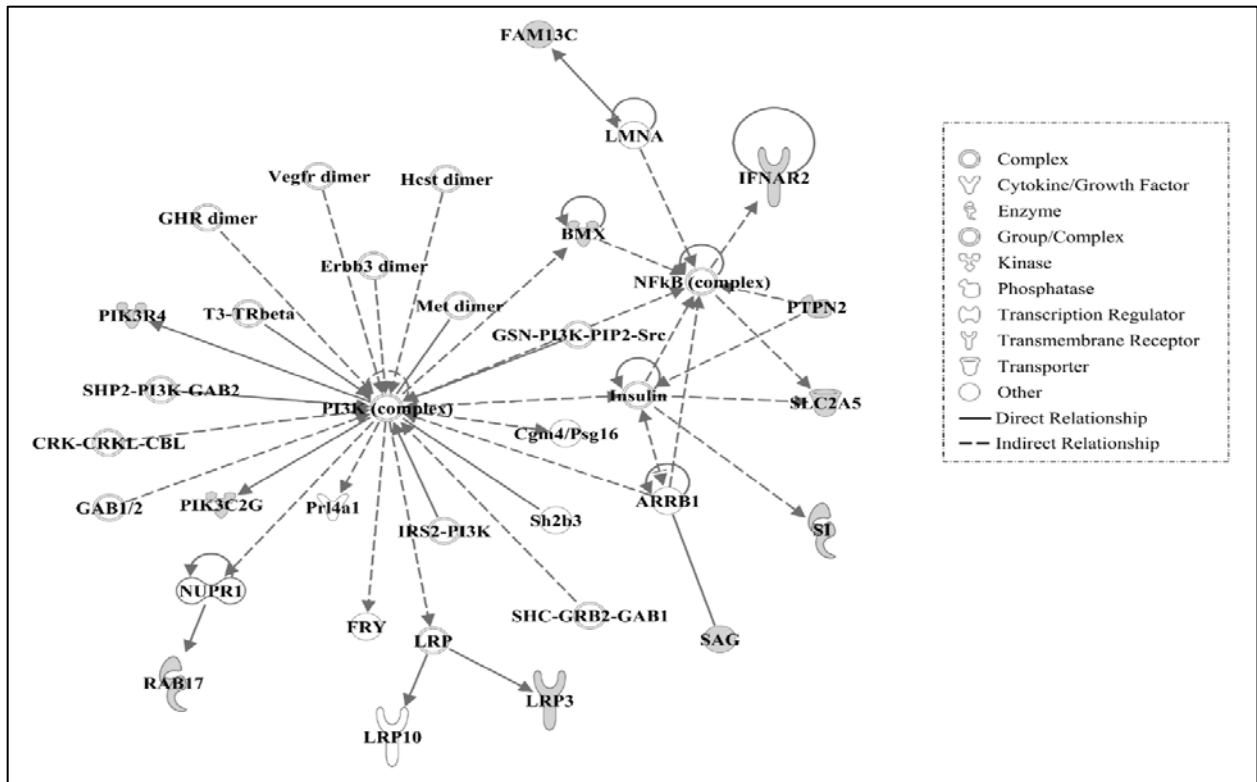 FAM13C
LMNA
IFNAR2
Vegfr dimer
Hcst dimer
GHR dimer
BMX
Erbb3 dimer
NFkB (complex)
Met dimer
PTPN2
PIK3R4
T3-TRbeta
GSN-PI3K-PIP2-Src
SHP2-PI3K-GAB2
PI3K (complex)
Insulin
SLC2A5
CRK-CRKL-CBL
Cgm4/Psg16
GAB1/2
PIK3C2G
Prl4a1
IRS2-PI3K
Sh2b3
ARRB1
SI
NUPR1
FRY
LRP
SHC-GRB2-GAB1
SAG
RAB17
LRP3
LRP10
Complex
Cytokine/Growth Factor
Enzyme
Group/Complex
Kinase
Phosphatase
Transcription Regulator
Transmembrane Receptor
Transporter
Other
Direct Relationship
Indirect Relationship